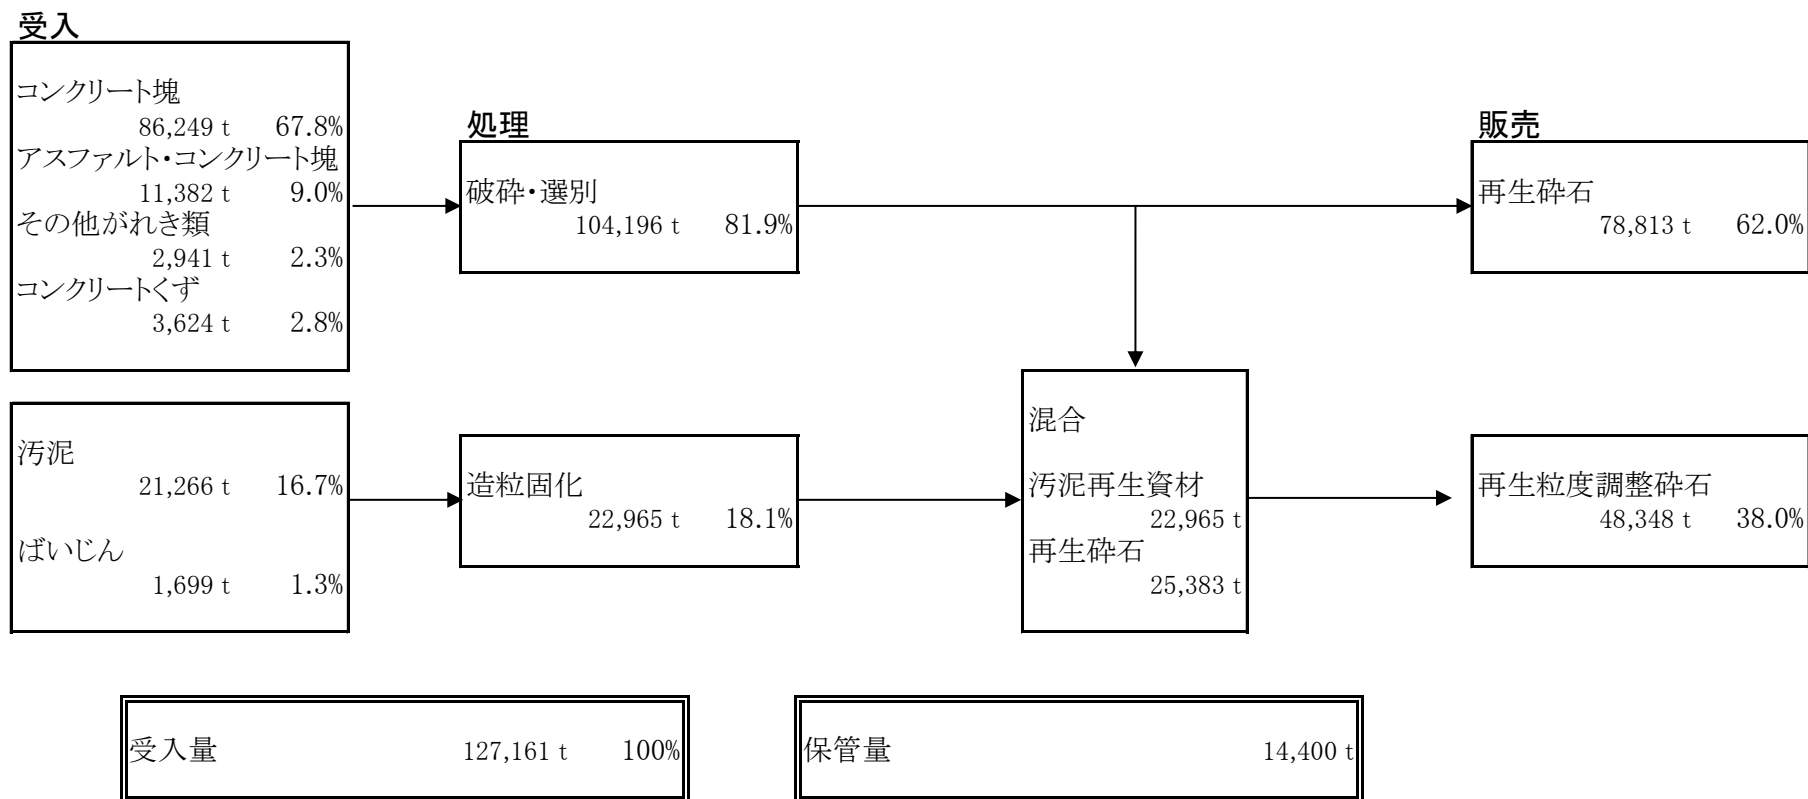 受入
コンクリート塊
86,249 t 67.8%
アスファルト・コンクリート塊
11,382 t 9.0%
その他がれき類
2,941 t 2.3%
コンクリートくず
3,624 t 2.8%
処理
破砕・選別
104,196 t 81.9%
販売
再生砕石
78,813 t 62.0%
汚泥
21,266 t 16.7%
ばいじん
1,699 t 1.3%
造粒固化
22,965 t 18.1%
混合
汚泥再生資材
22,965 t
再生砕石
25,383 t
再生粒度調整砕石
48,348 t 38.0%
受入量 127,161 t 100%
保管量 14,400 t